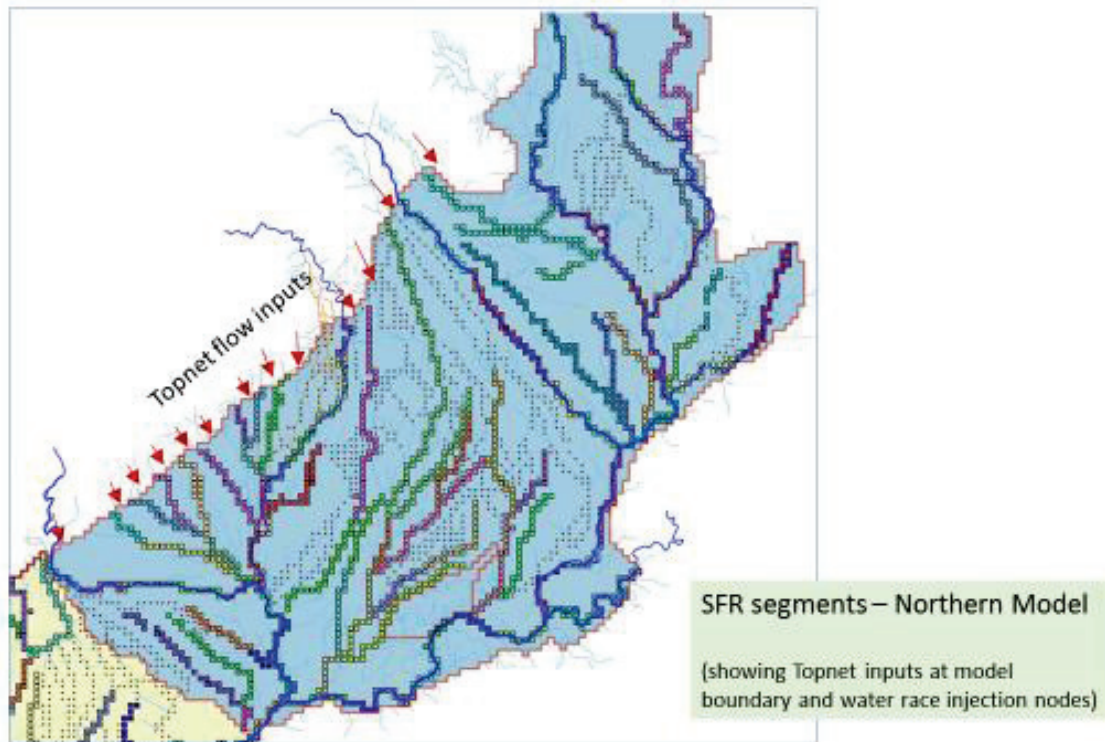 Topnet flow inputs
SFR segments – Northern Model
(showing Topnet inputs at model
boundary and water race injection nodes)